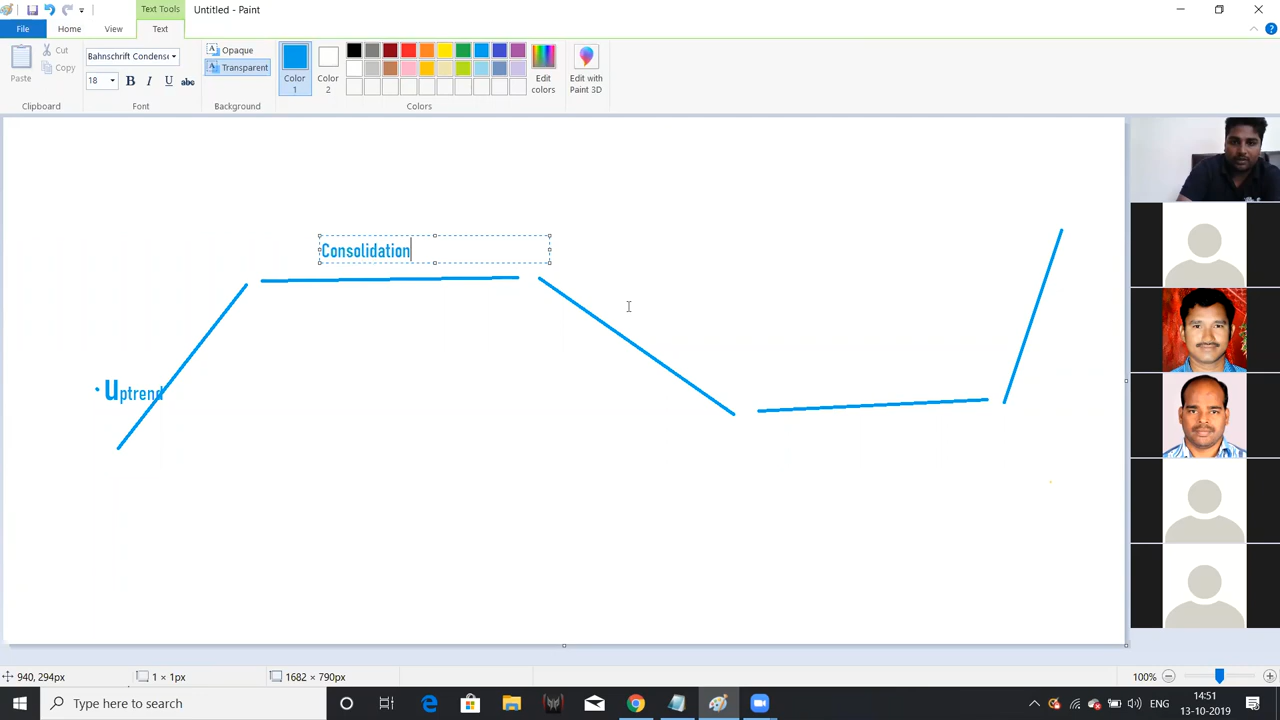 Untitled - Paint
Text Tools
File
Home
View
Text
Paste
Cut
Copy
Clipboard
Bahnschrift Condens
18
B I U abc
Font
Opaque
Transparent
Background
Color 1
Color 2
Colors
Edit colors
Edit with Paint 3D
Consolidation
Uptrend
940, 294px
1 × 1px
1682 × 790px
100%
Type here to search
ENG
14:51
13-10-2019